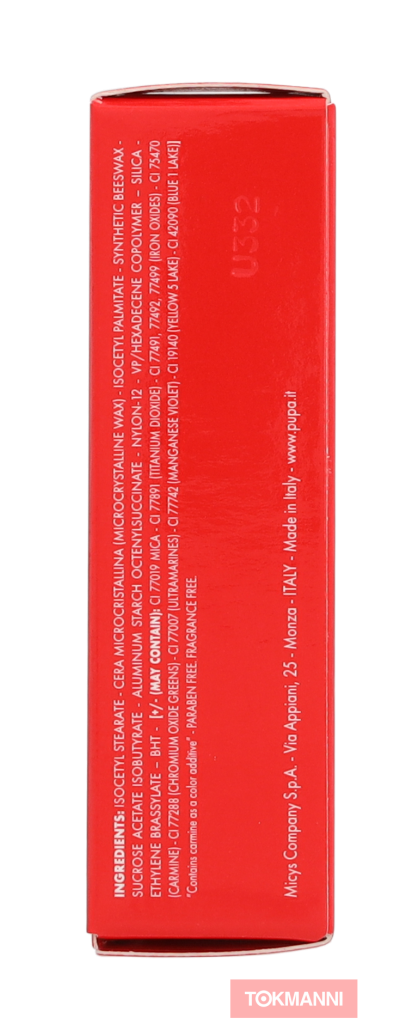 INGREDIENTS: ISOCETYL STEARATE - CERA MICROCRISTALLINA (MICROCRYSTALLINE WAX) - ISOCETYL PALMITATE - SYNTHETIC BEESWAX -
SUCROSE ACETATE ISOBUTYRATE - ALUMINUM STARCH OCTENYLSUCCINATE - NYLON-12 - VP/HEXADECENE COPOLYMER – SILICA -
ETHYLENE BRASSYLATE – BHT - [+/- (MAY CONTAIN): CI 77019 MICA - CI 77891 (TITANIUM DIOXIDE) - CI 77491, 77492, 77499 (IRON OXIDES) - CI 75470
(CARMINE) - CI 77288 (CHROMIUM OXIDE GREENS) - CI 77007 (ULTRAMARINES) - CI 77742 (MANGANESE VIOLET) - CI 19140 (YELLOW 5 LAKE) - CI 42090 (BLUE 1 LAKE)]
"Contains carmine as a color additive" - PARABEN FREE. FRAGRANCE FREE.
U332
Micys Company S.p.A. - Via Appiani, 25 - Monza - ITALY - Made in Italy - www.pupa.it
TOKMANNI